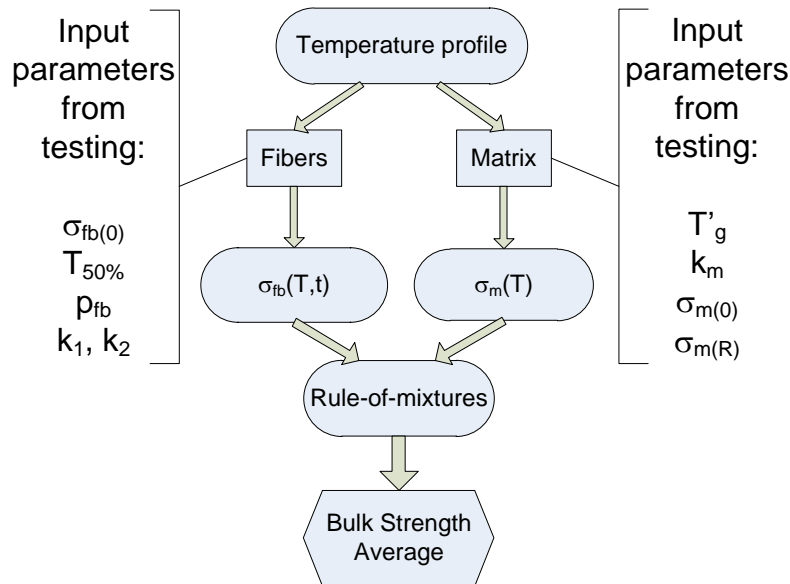 Input
parameters
from
testing:
σfb(0)
T50%
pfb
k1, k2
Temperature profile
Fibers
Matrix
σfb(T,t)
σm(T)
Rule-of-mixtures
Bulk Strength
Average
Input
parameters
from
testing:
T’g
km
σm(0)
σm(R)